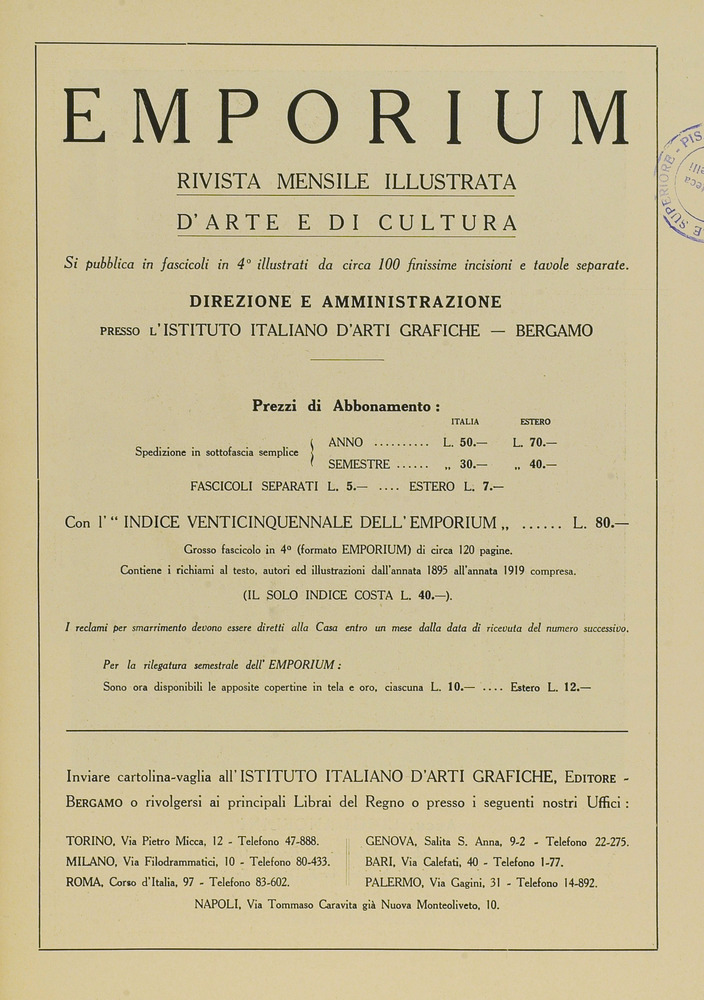 EMPORIUM
RIVISTA MENSILE ILLUSTRATA
D'ARTE E DI CULTURA
Si pubblica in fascicoli in 4º illustrati da circa 100 finissime incisioni e tavole separate.
DIREZIONE E AMMINISTRAZIONE
PRESSO L'ISTITUTO ITALIANO D'ARTI GRAFICHE — BERGAMO
Prezzi di Abbonamento :
ITALIA ESTERO
Spedizione in sottofascia semplice
ANNO .......... L. 50.— L. 70.—
SEMESTRE ...... „ 30.— „ 40.—
FASCICOLI SEPARATI L. 5.— .... ESTERO L. 7.—
Con l' “ INDICE VENTICINQUENNALE DELL' EMPORIUM „ ...... L. 80.—
Grosso fascicolo in 4º (formato EMPORIUM) di circa 120 pagine.
Contiene i richiami al testo, autori ed illustrazioni dall'annata 1895 all'annata 1919 compresa.
(IL SOLO INDICE COSTA L. 40.—).
I reclami per smarrimento devono essere diretti alla Casa entro un mese dalla data di ricevuta del numero successivo.
Per la rilegatura semestrale dell' EMPORIUM :
Sono ora disponibili le apposite copertine in tela e oro, ciascuna L. 10.— .... Estero L. 12.—
Inviare cartolina-vaglia all'ISTITUTO ITALIANO D'ARTI GRAFICHE, EDITORE -
BERGAMO o rivolgersi ai principali Librai del Regno o presso i seguenti nostri Uffici :
TORINO, Via Pietro Micca, 12 - Telefono 47-888.
MILANO, Via Filodrammatici, 10 - Telefono 80-433.
ROMA, Corso d'Italia, 97 - Telefono 83-602.
GENOVA, Salita S. Anna, 9-2 - Telefono 22-275.
BARI, Via Calefati, 40 - Telefono 1-77.
PALERMO, Via Gagini, 31 - Telefono 14-892.
NAPOLI, Via Tommaso Caravita già Nuova Monteoliveto, 10.
E SUPERIORE - PIS